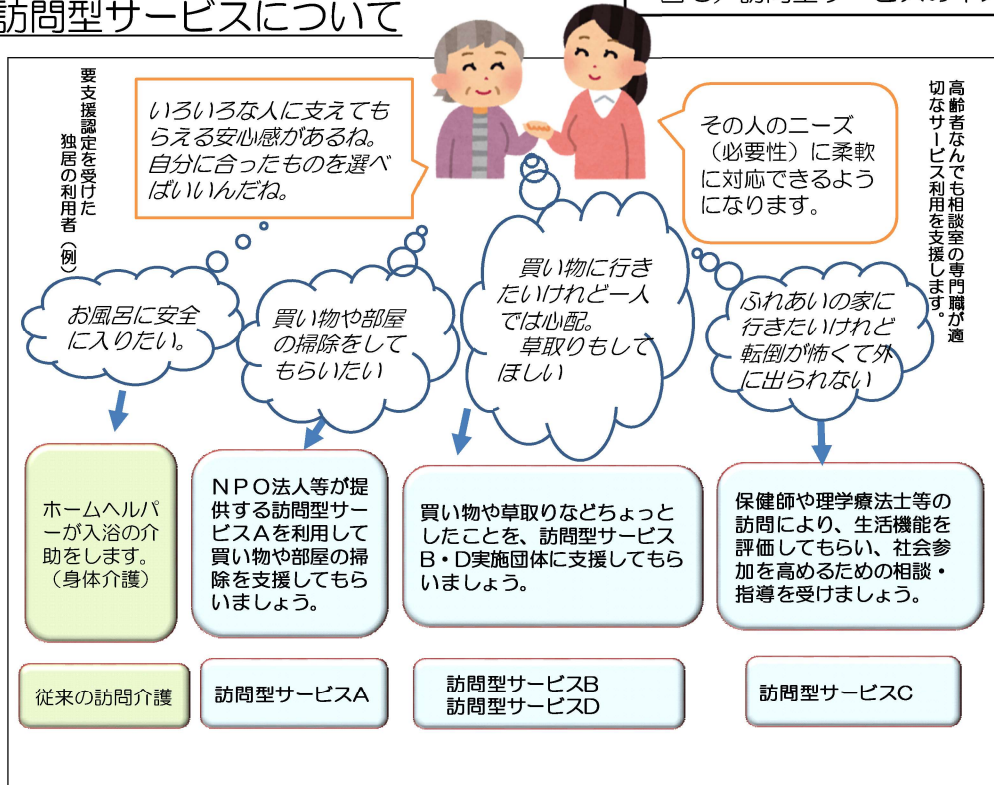 訪問型サービスについて
要支援認定を受けた
独居の利用者（例）
いろいろな人に支えても
らえる安心感があるね。
自分に合ったものを選べ
ばいいんだね。
その人のニーズ
（必要性）に柔軟
に対応できるよう
になります。
高齢者なんでも相談室の専門職が適
切なサービス利用を支援します。
お風呂に安全
に入りたい。
買い物や部屋
の掃除をして
もらいたい
買い物に行き
たいけれど一人
では心配。
草取りもして
ほしい
ふれあいの家に
行きたいけれど
転倒が怖くて外
に出られない
ホームヘルパ
ーが入浴の介
助をします。
（身体介護）
ＮＰＯ法人等が提
供する訪問型サー
ビスAを利用して
買い物や部屋の掃
除を支援してもら
いましょう。
買い物や草取りなどちょっと
したことを、訪問型サービス
B・D実施団体に支援してもら
いましょう。
保健師や理学療法士等の
訪問により、生活機能を
評価してもらい、社会参
加を高めるための相談・
指導を受けましょう。
従来の訪問介護
訪問型サービスA
訪問型サービスB
訪問型サービスD
訪問型サービスC